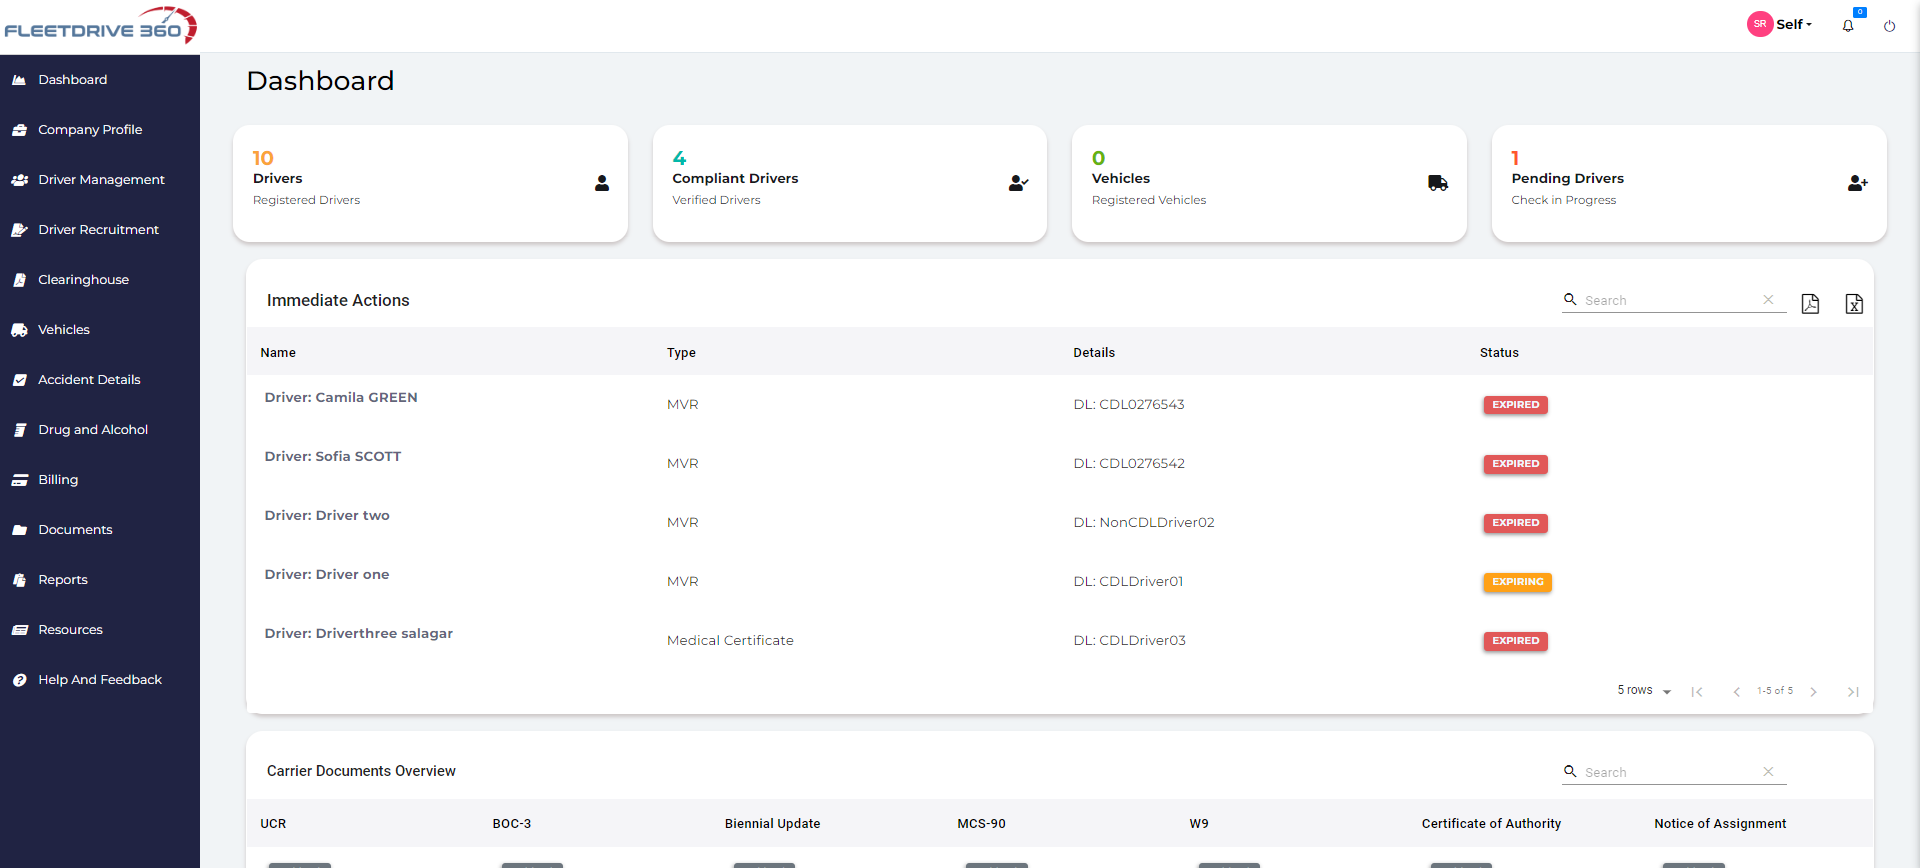 FLEETDRIVE 360
SR Self
0
Dashboard
Company Profile
Driver Management
Driver Recruitment
Clearinghouse
Vehicles
Accident Details
Drug and Alcohol
Billing
Documents
Reports
Resources
Help And Feedback
Dashboard
10
Drivers
Registered Drivers
4
Compliant Drivers
Verified Drivers
0
Vehicles
Registered Vehicles
1
Pending Drivers
Check in Progress
Immediate Actions
Search
Name Type Details Status
Driver: Camila GREEN MVR DL: CDL0276543 EXPIRED
Driver: Sofia SCOTT MVR DL: CDL0276542 EXPIRED
Driver: Driver two MVR DL: NonCDLDriver02 EXPIRED
Driver: Driver one MVR DL: CDLDriver01 EXPIRING
Driver: Driverthree salagar Medical Certificate DL: CDLDriver03 EXPIRED
5 rows 1-5 of 5
Carrier Documents Overview
Search
UCR BOC-3 Biennial Update MCS-90 W9 Certificate of Authority Notice of Assignment